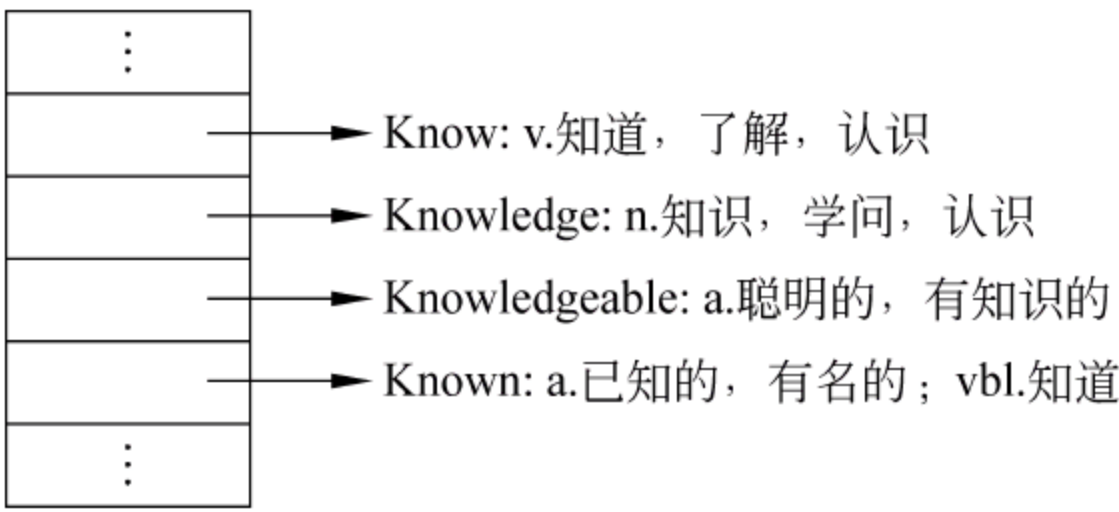 ⋮
Know: v.知道，了解，认识
Knowledge: n.知识，学问，认识
Knowledgeable: a.聪明的，有知识的
Known: a.已知的，有名的；vbl.知道
⋮